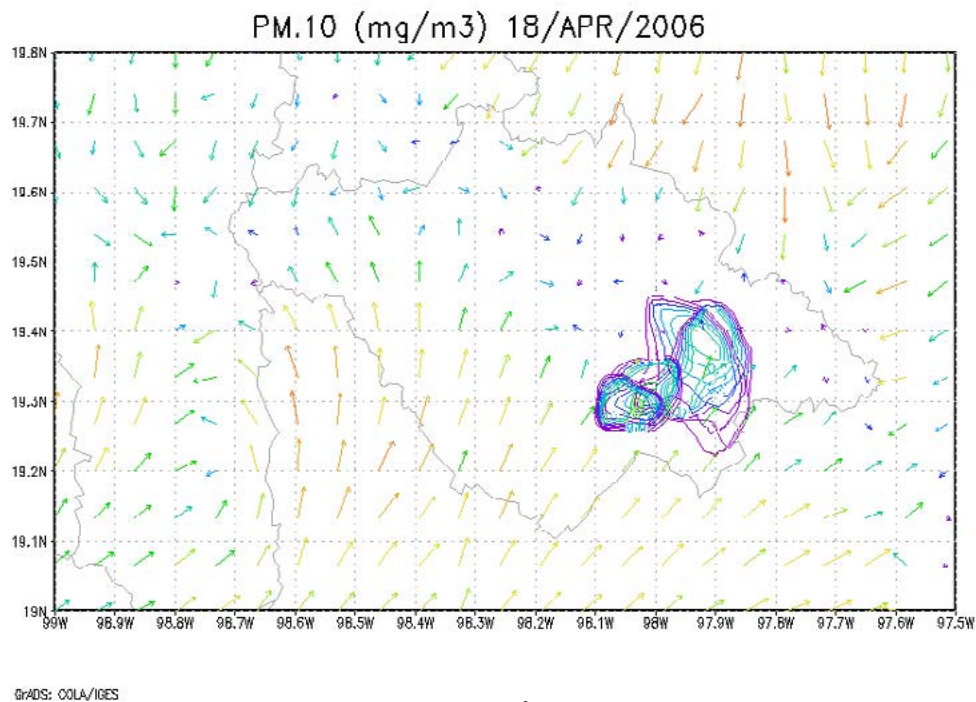 PM.10 (mg/m3) 18/APR/2006
19.8N
19.7N
19.6N
19.5N
19.4N
19.3N
19.2N
19.1N
19N
99W 98.9W 98.8W 98.7W 98.6W 98.5W 98.4W 98.3W 98.2W 98.1W 98W 97.9W 97.8W 97.7W 97.6W 97.5W
GrADS: COLA/IGES